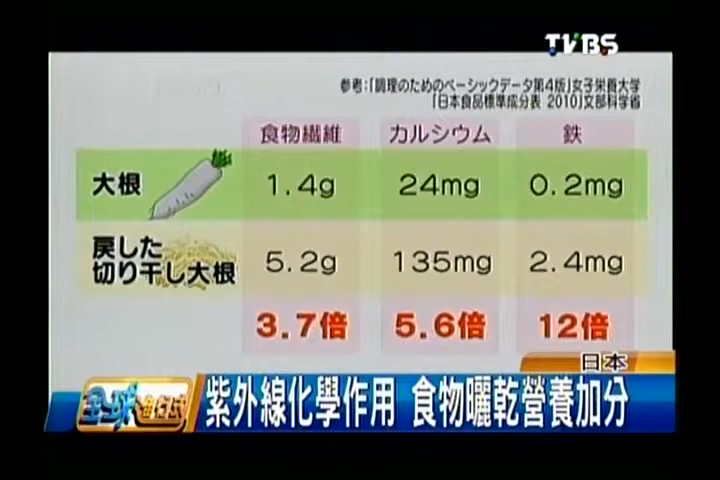 TVBS
参考:「調理のためのベーシックデータ第4版」女子栄養大学
「日本食品標準成分表 2010」文部科学省
食物繊維 カルシウム 鉄
大根 1.4g 24mg 0.2mg
戻した
切り干し大根 5.2g 135mg 2.4mg
3.7倍 5.6倍 12倍
日本
全球進行式 紫外線化學作用 食物曬乾營養加分